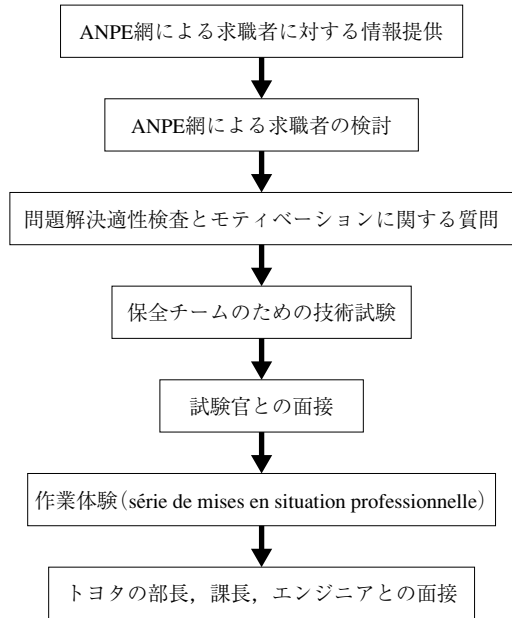 ANPE網による求職者に対する情報提供
ANPE網による求職者の検討
問題解決適性検査とモティベーションに関する質問
保全チームのための技術試験
試験官との面接
作業体験(série de mises en situation professionnelle)
トヨタの部長，課長，エンジニアとの面接